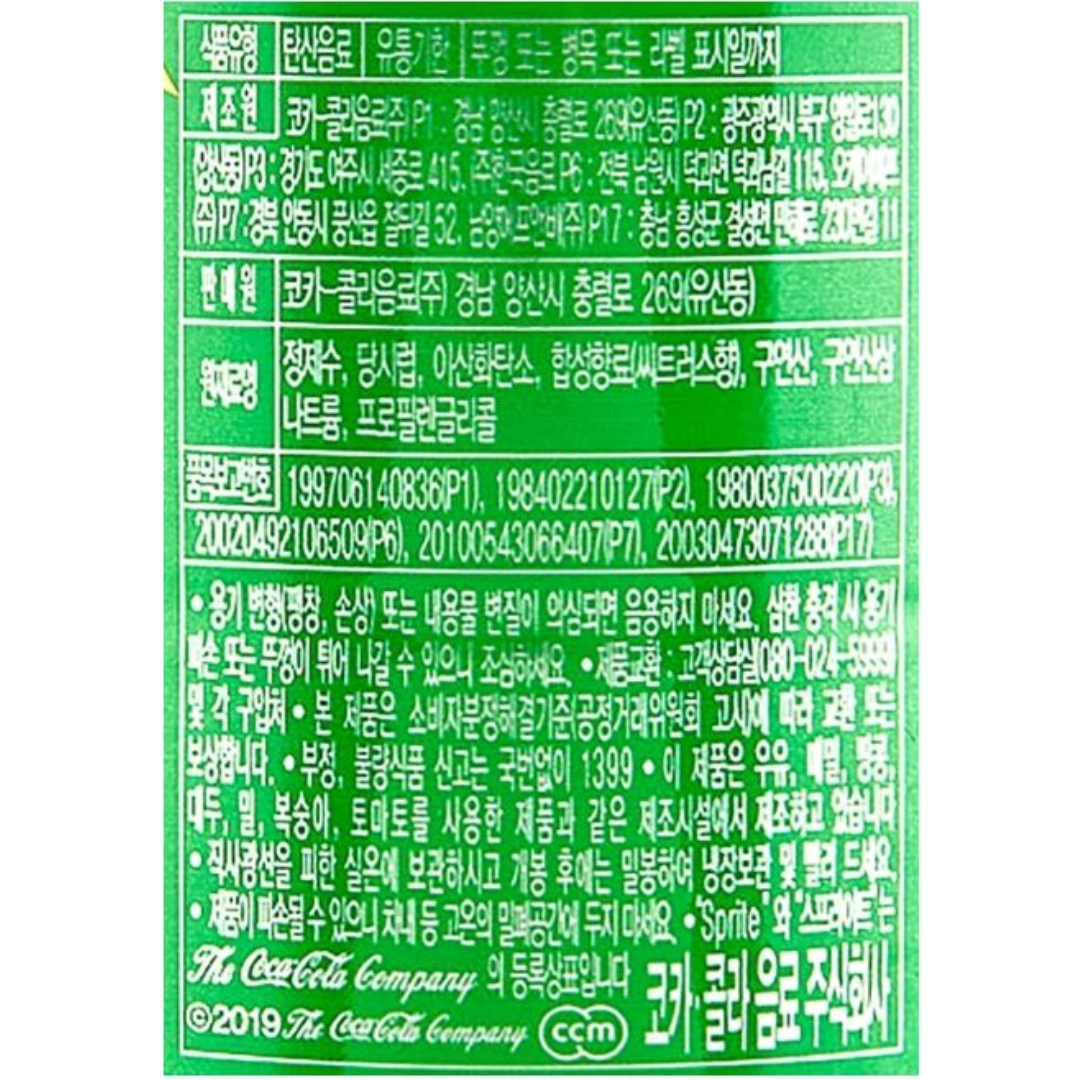 식품유형 탄산음료 유통기한 뚜껑 또는 병목 또는 라벨 표시일까지
제조원 코카-콜라음료㈜ P1 : 경남 양산시 충렬로 269(유산동) P2 : 광주광역시 북구 양일로130
(양산동) P3 : 경기도 여주시 세종로 415, ㈜한국음료 P6 : 전북 남원시 덕과면 덕과남길 115,
㈜ P7 : 경북 안동시 풍산읍 절뒤길 52, 남양에프앤비㈜ P17 : 충남 홍성군 결성면 만해로 230번길 11
판매원 코카-콜라음료(주) 경남 양산시 충렬로 269(유산동)
원재료명 정제수, 당시럽, 이산화탄소, 합성향료(씨트러스향), 구연산, 구연산삼
나트륨, 프로필렌글리콜
품목보고번호 199706140836(P1), 198402210127(P2), 1980037500220(P3),
20020492106509(P6), 20100543066407(P7), 20030473071288(P17)
• 용기 변형(팽창, 손상) 또는 내용물 변질이 의심되면 음용하지 마세요. 심한 충격 시 용기
파손 또는 뚜껑이 튀어 나갈 수 있으니 조심하세요. • 제품교환 : 고객상담실(080-024-5999)
및 각 구입처 • 본 제품은 소비자분쟁해결기준(공정거래위원회 고시)에 따라 교환 또는
보상합니다. • 부정, 불량식품 신고는 국번없이 1399 • 이 제품은 우유, 메밀, 땅콩,
대두, 밀, 복숭아, 토마토를 사용한 제품과 같은 제조시설에서 제조하고 있습니다
• 직사광선을 피한 실온에 보관하시고 개봉 후에는 밀봉하여 냉장보관 및 빨리 드세요.
• 제품이 파손될 수 있으니 차내 등 고온의 밀폐공간에 두지 마세요. • "Sprite" 와 "스프라이트"는
The Coca-Cola Company 의 등록상표입니다 코카·콜라 음료 주식회사
©2019 The Coca-Cola Company ccm